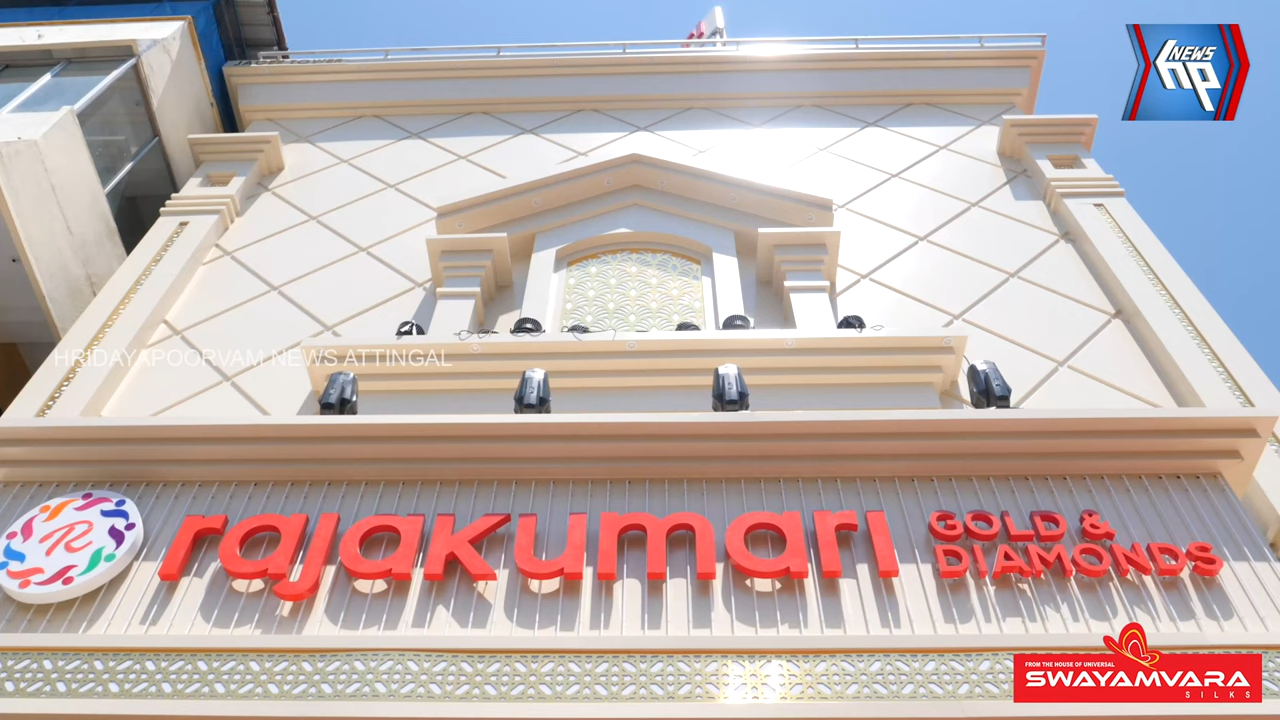 NEWS
hp
HRIDAYAPOORVAM NEWS ATTINGAL
R
rajakumari
GOLD &
DIAMONDS
FROM THE HOUSE OF UNIVERSAL
SWAYAMVARA
SILKS